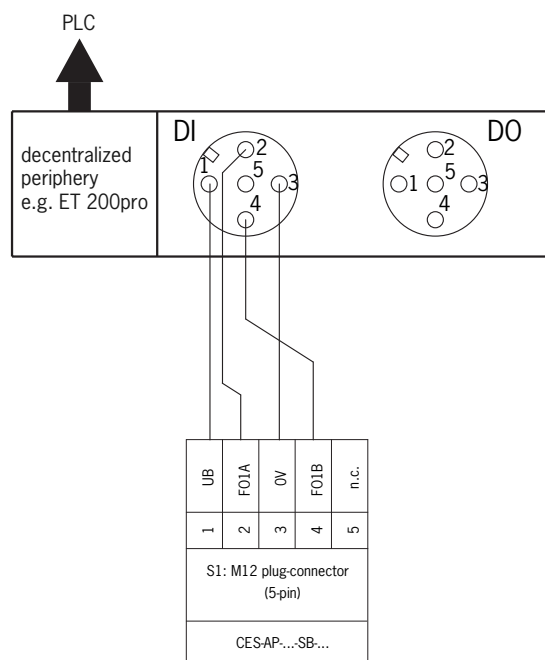 PLC
decentralized
periphery
e.g. ET 200pro
DI
1
2
5
3
4
DO
2
5
1
3
4
UB
FO1A
0V
FO1B
n.c.
1
2
3
4
5
S1: M12 plug-connector
(5-pin)
CES-AP-...-SB-...